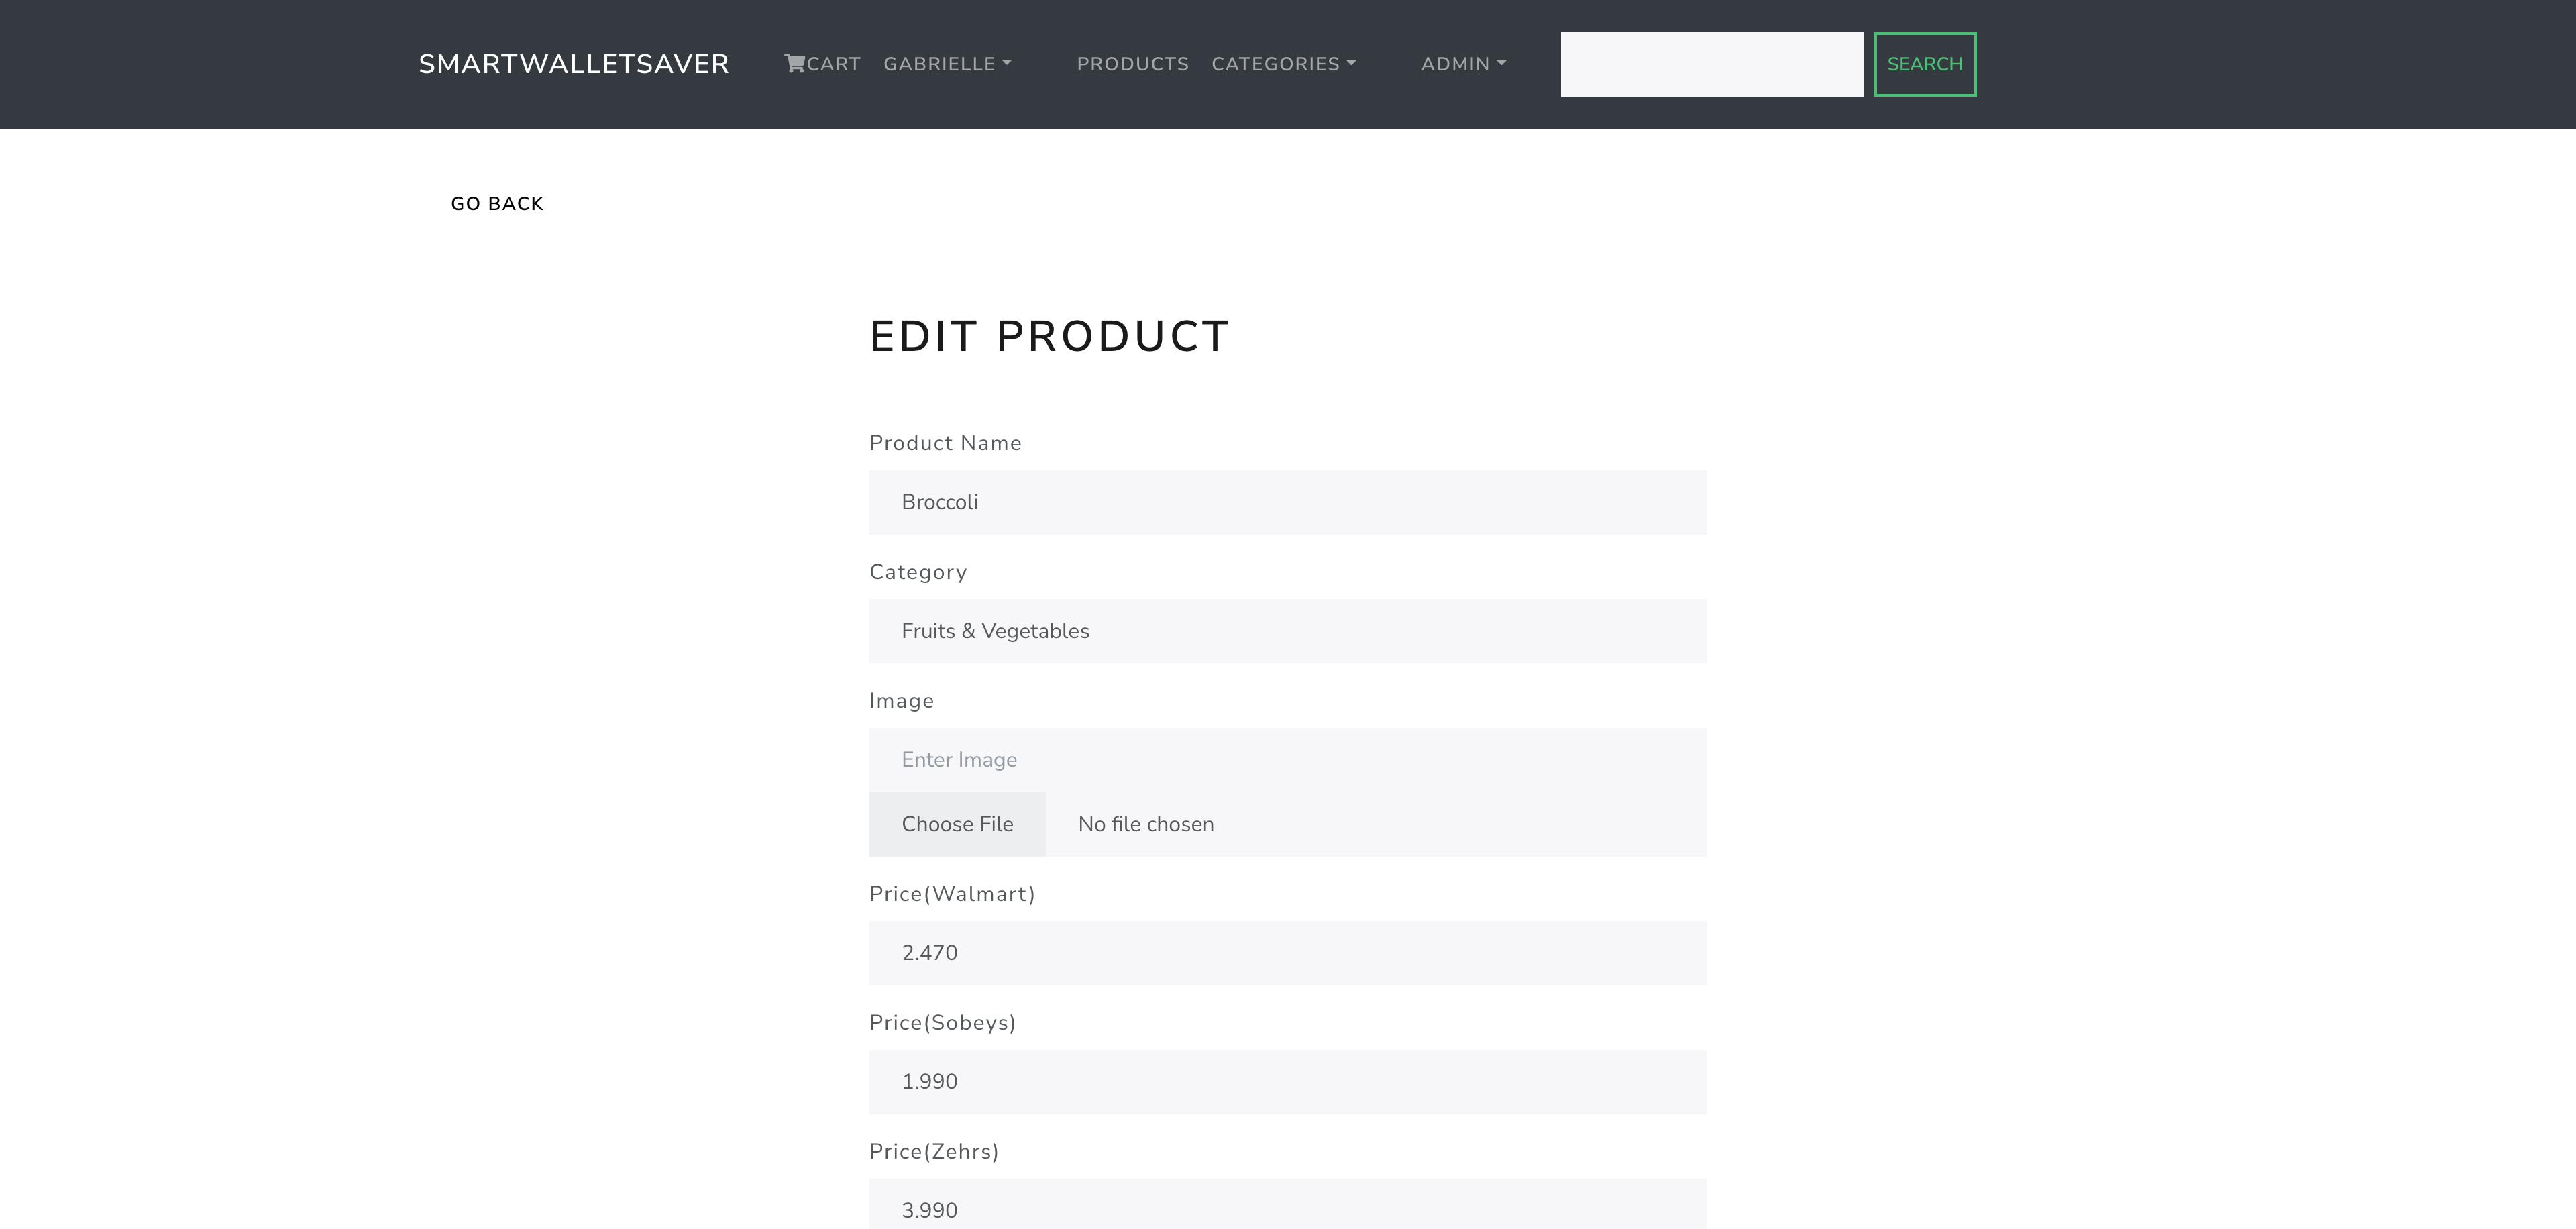 SMARTWALLETSAVER CART GABRIELLE PRODUCTS CATEGORIES ADMIN SEARCH
GO BACK
EDIT PRODUCT
Product Name
Broccoli
Category
Fruits & Vegetables
Image
Enter Image
Choose File No file chosen
Price(Walmart)
2.470
Price(Sobeys)
1.990
Price(Zehrs)
3.990